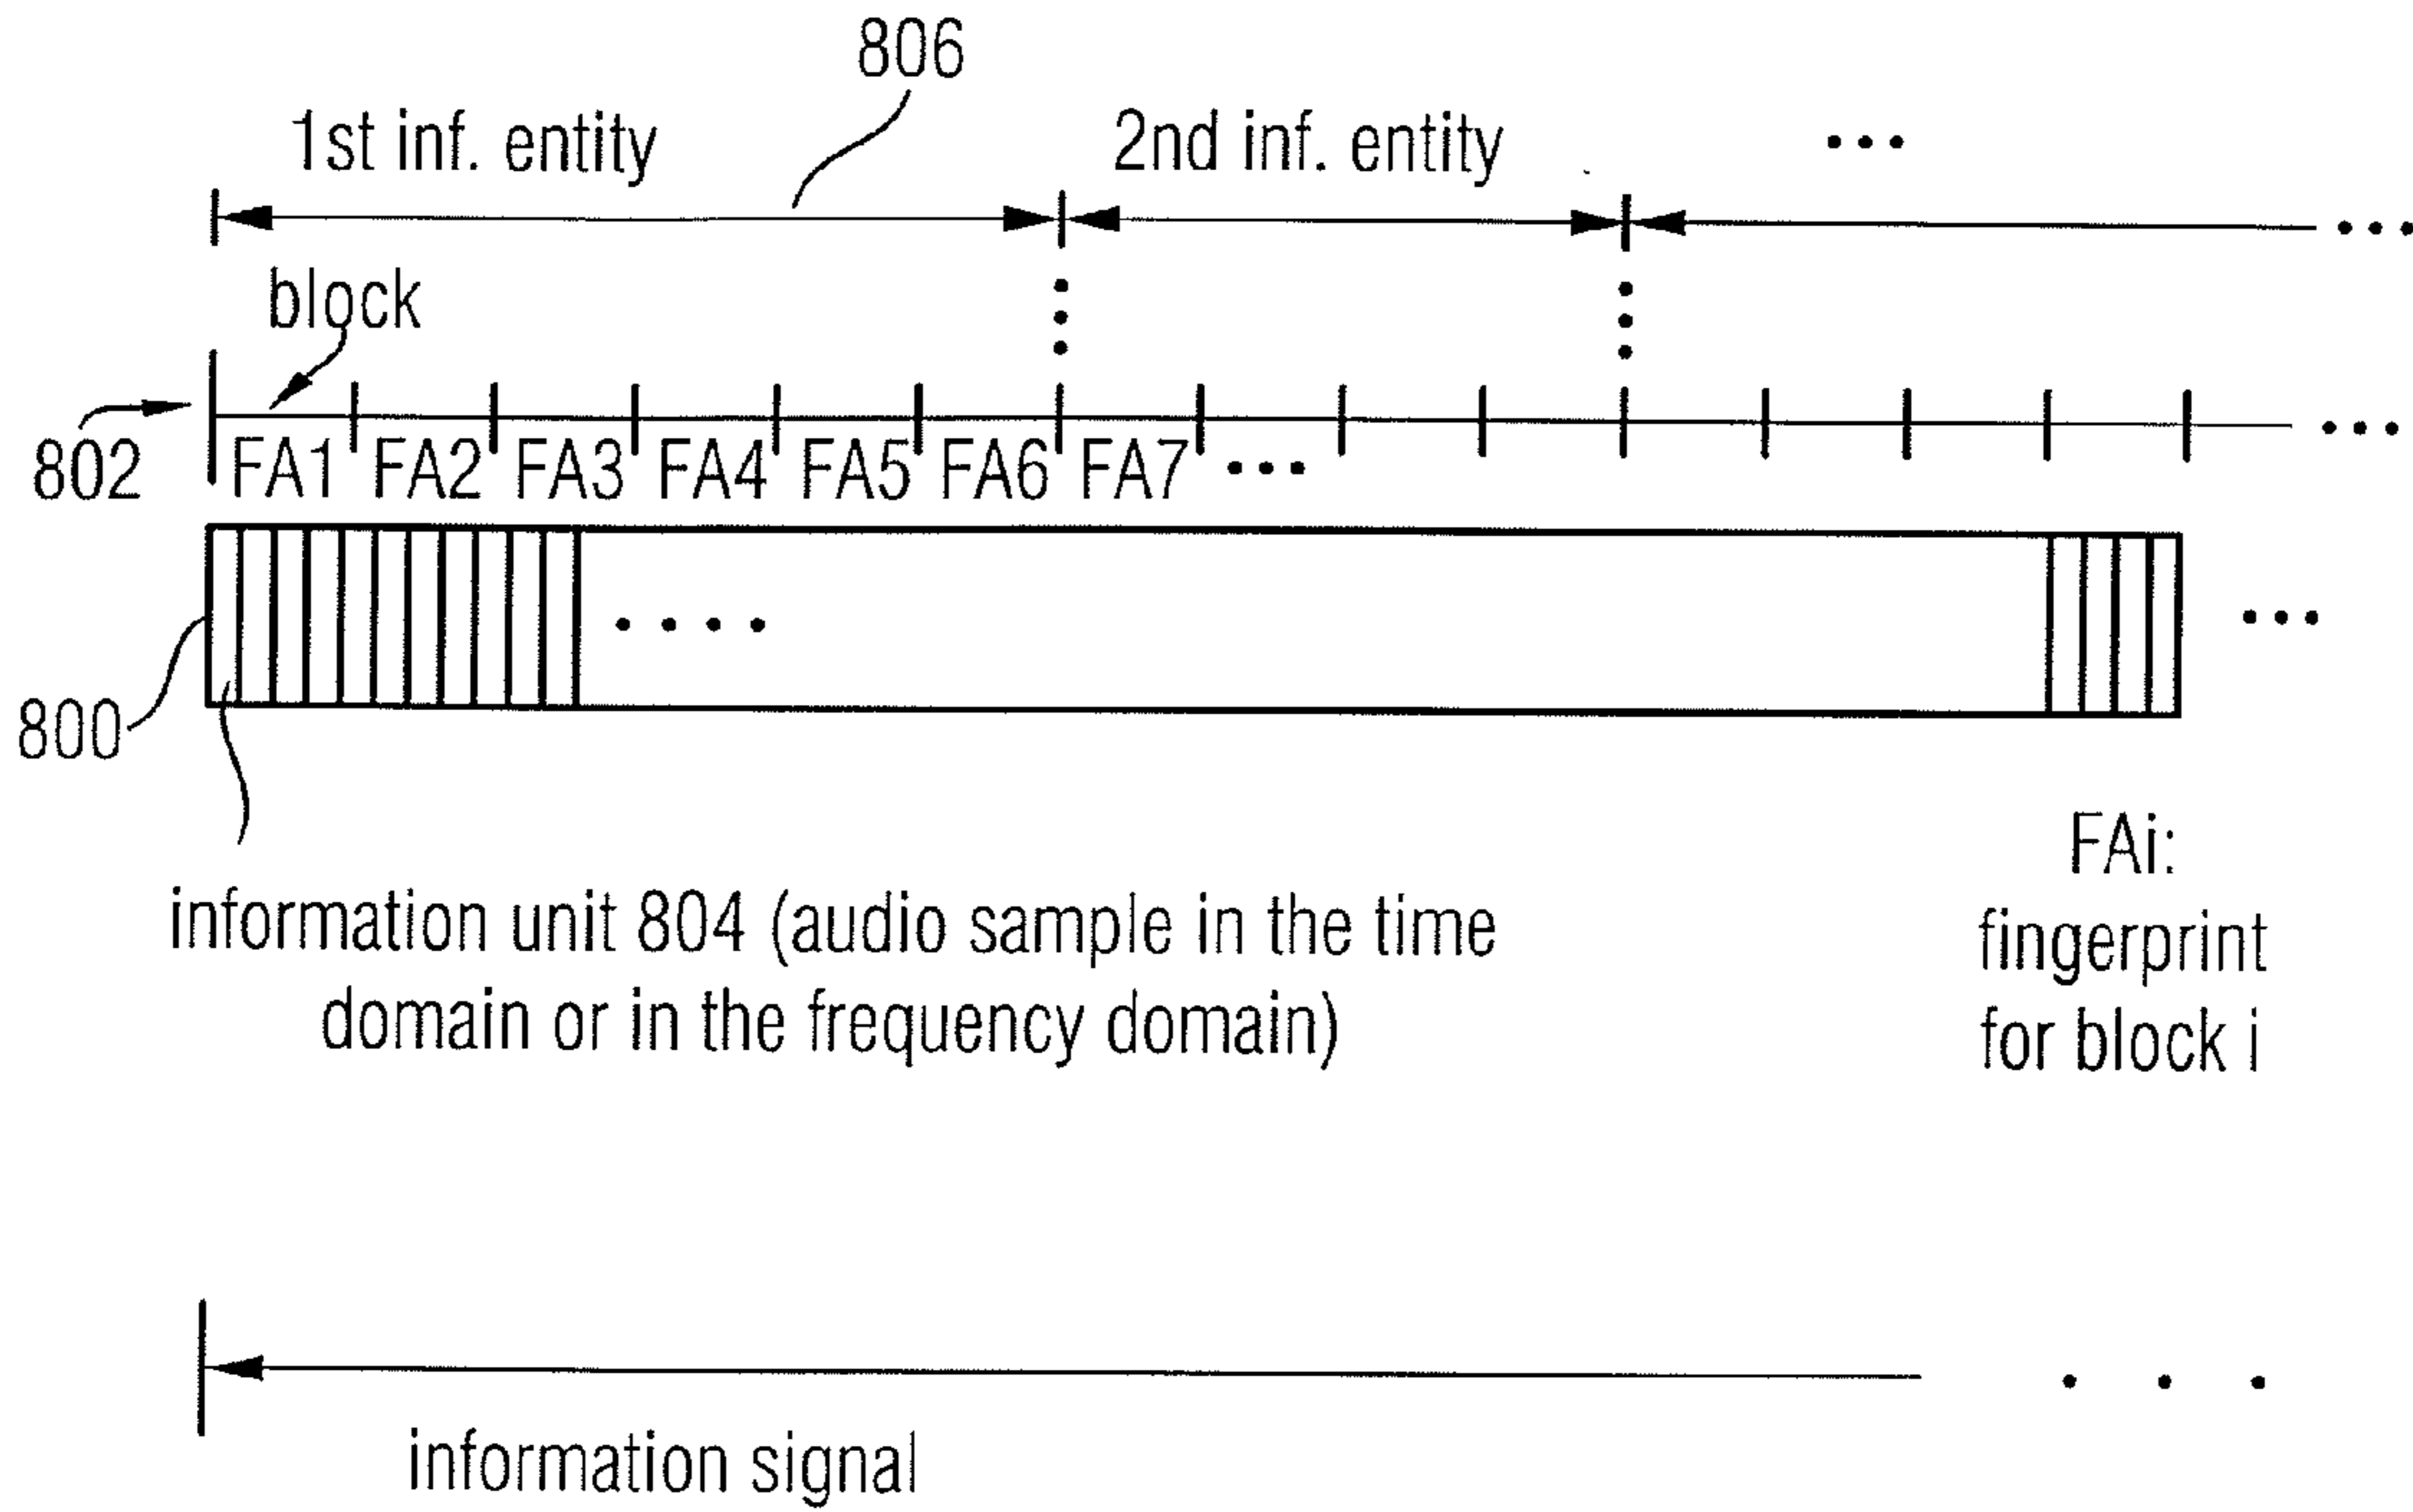 806
1st inf. entity
2nd inf. entity
...
...
block
802
FA1 FA2 FA3 FA4 FA5 FA6 FA7 ...
...
800
....
...
information unit 804 (audio sample in the time
domain or in the frequency domain)
FAi:
fingerprint
for block i
. . .
information signal